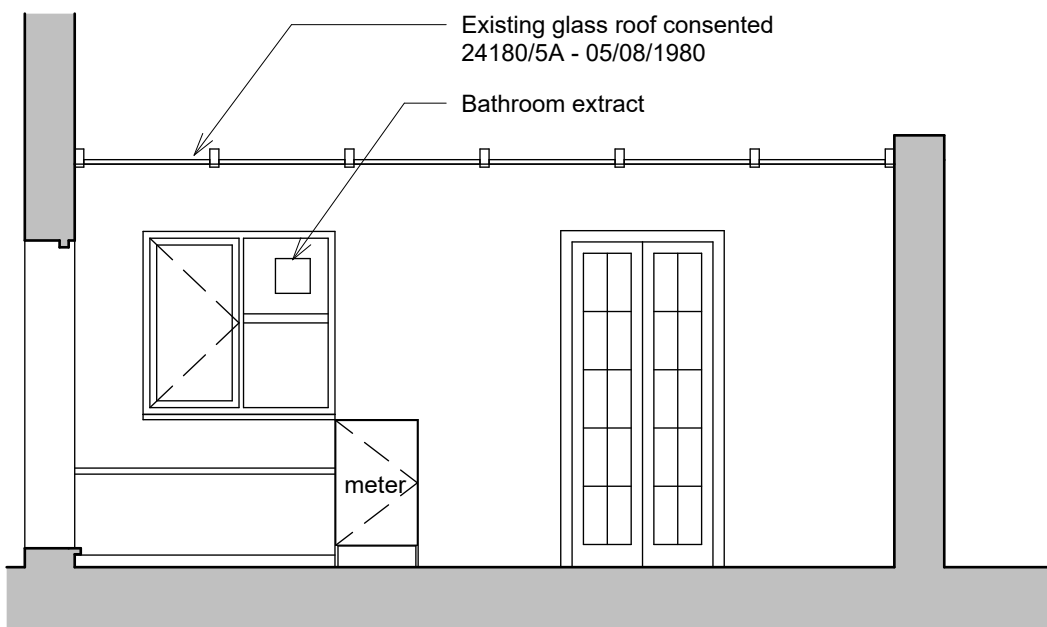 Existing glass roof consented
24180/5A - 05/08/1980
Bathroom extract
meter